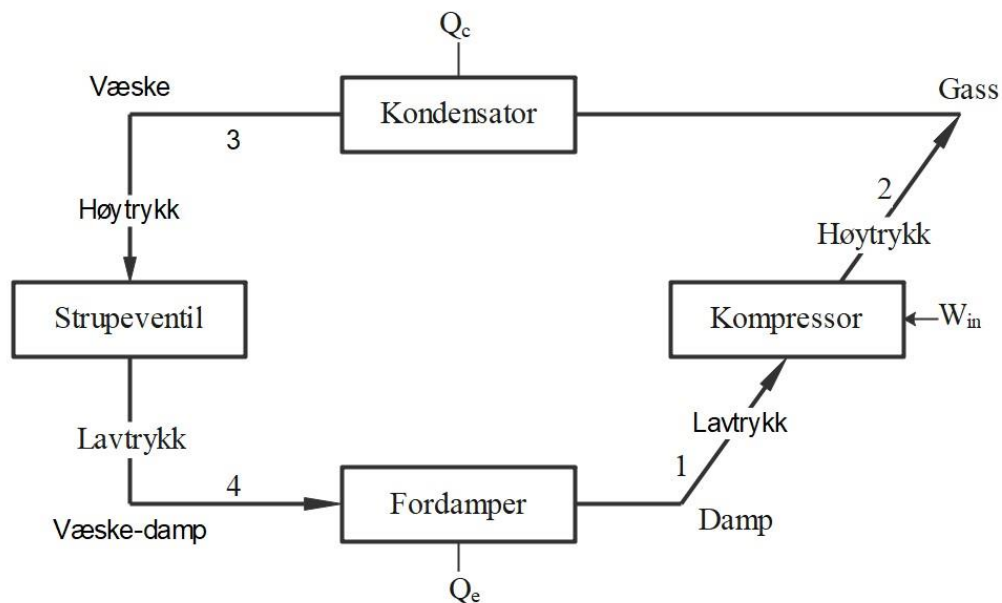 Qc
Væske
Kondensator
Gass
3
2
Høytrykk
Høytrykk
Strupeventil
Kompressor
Win
Lavtrykk
Lavtrykk
4
Fordamper
1
Væske-damp
Damp
Qe